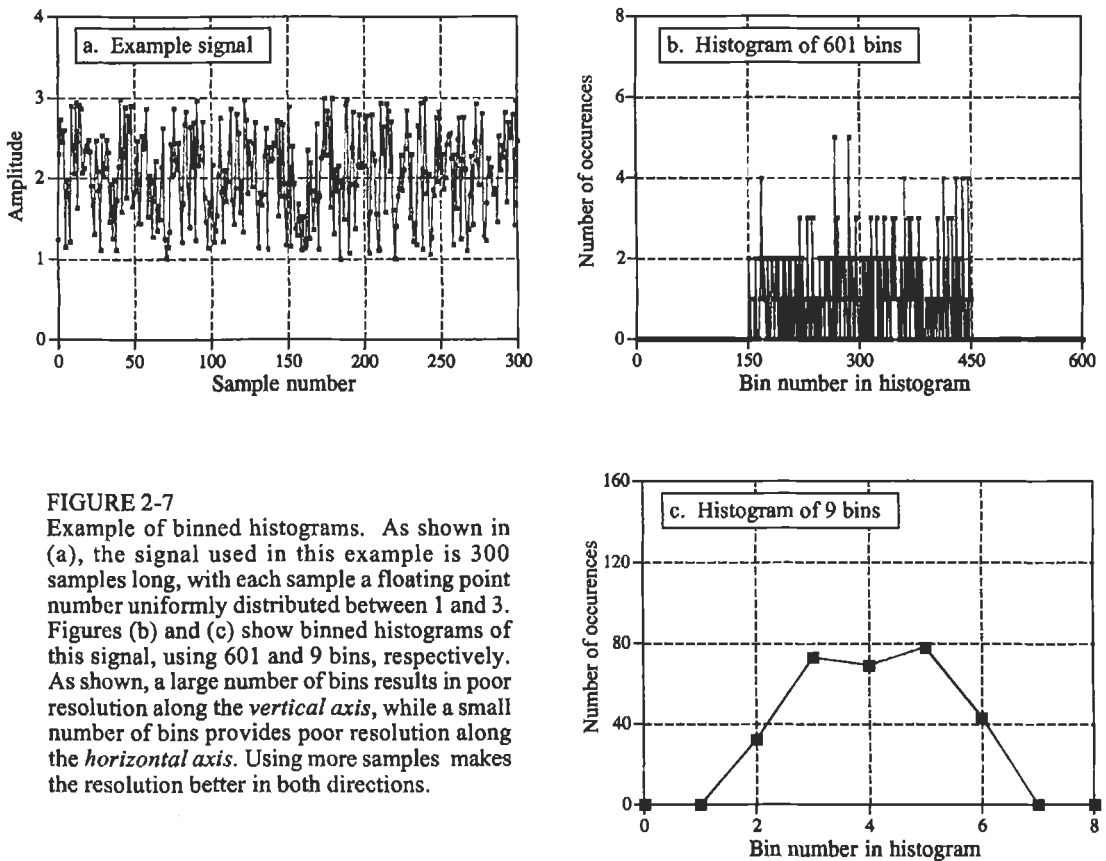 a. Example signal
Amplitude
4
3
2
1
0
0 50 100 150 200 250 300
Sample number
b. Histogram of 601 bins
Number of occurences
8
6
4
2
0
0 150 300 450 600
Bin number in histogram
FIGURE 2-7
Example of binned histograms. As shown in
(a), the signal used in this example is 300
samples long, with each sample a floating point
number uniformly distributed between 1 and 3.
Figures (b) and (c) show binned histograms of
this signal, using 601 and 9 bins, respectively.
As shown, a large number of bins results in poor
resolution along the vertical axis, while a small
number of bins provides poor resolution along
the horizontal axis. Using more samples makes
the resolution better in both directions.
c. Histogram of 9 bins
Number of occurences
160
120
80
40
0
0 2 4 6 8
Bin number in histogram